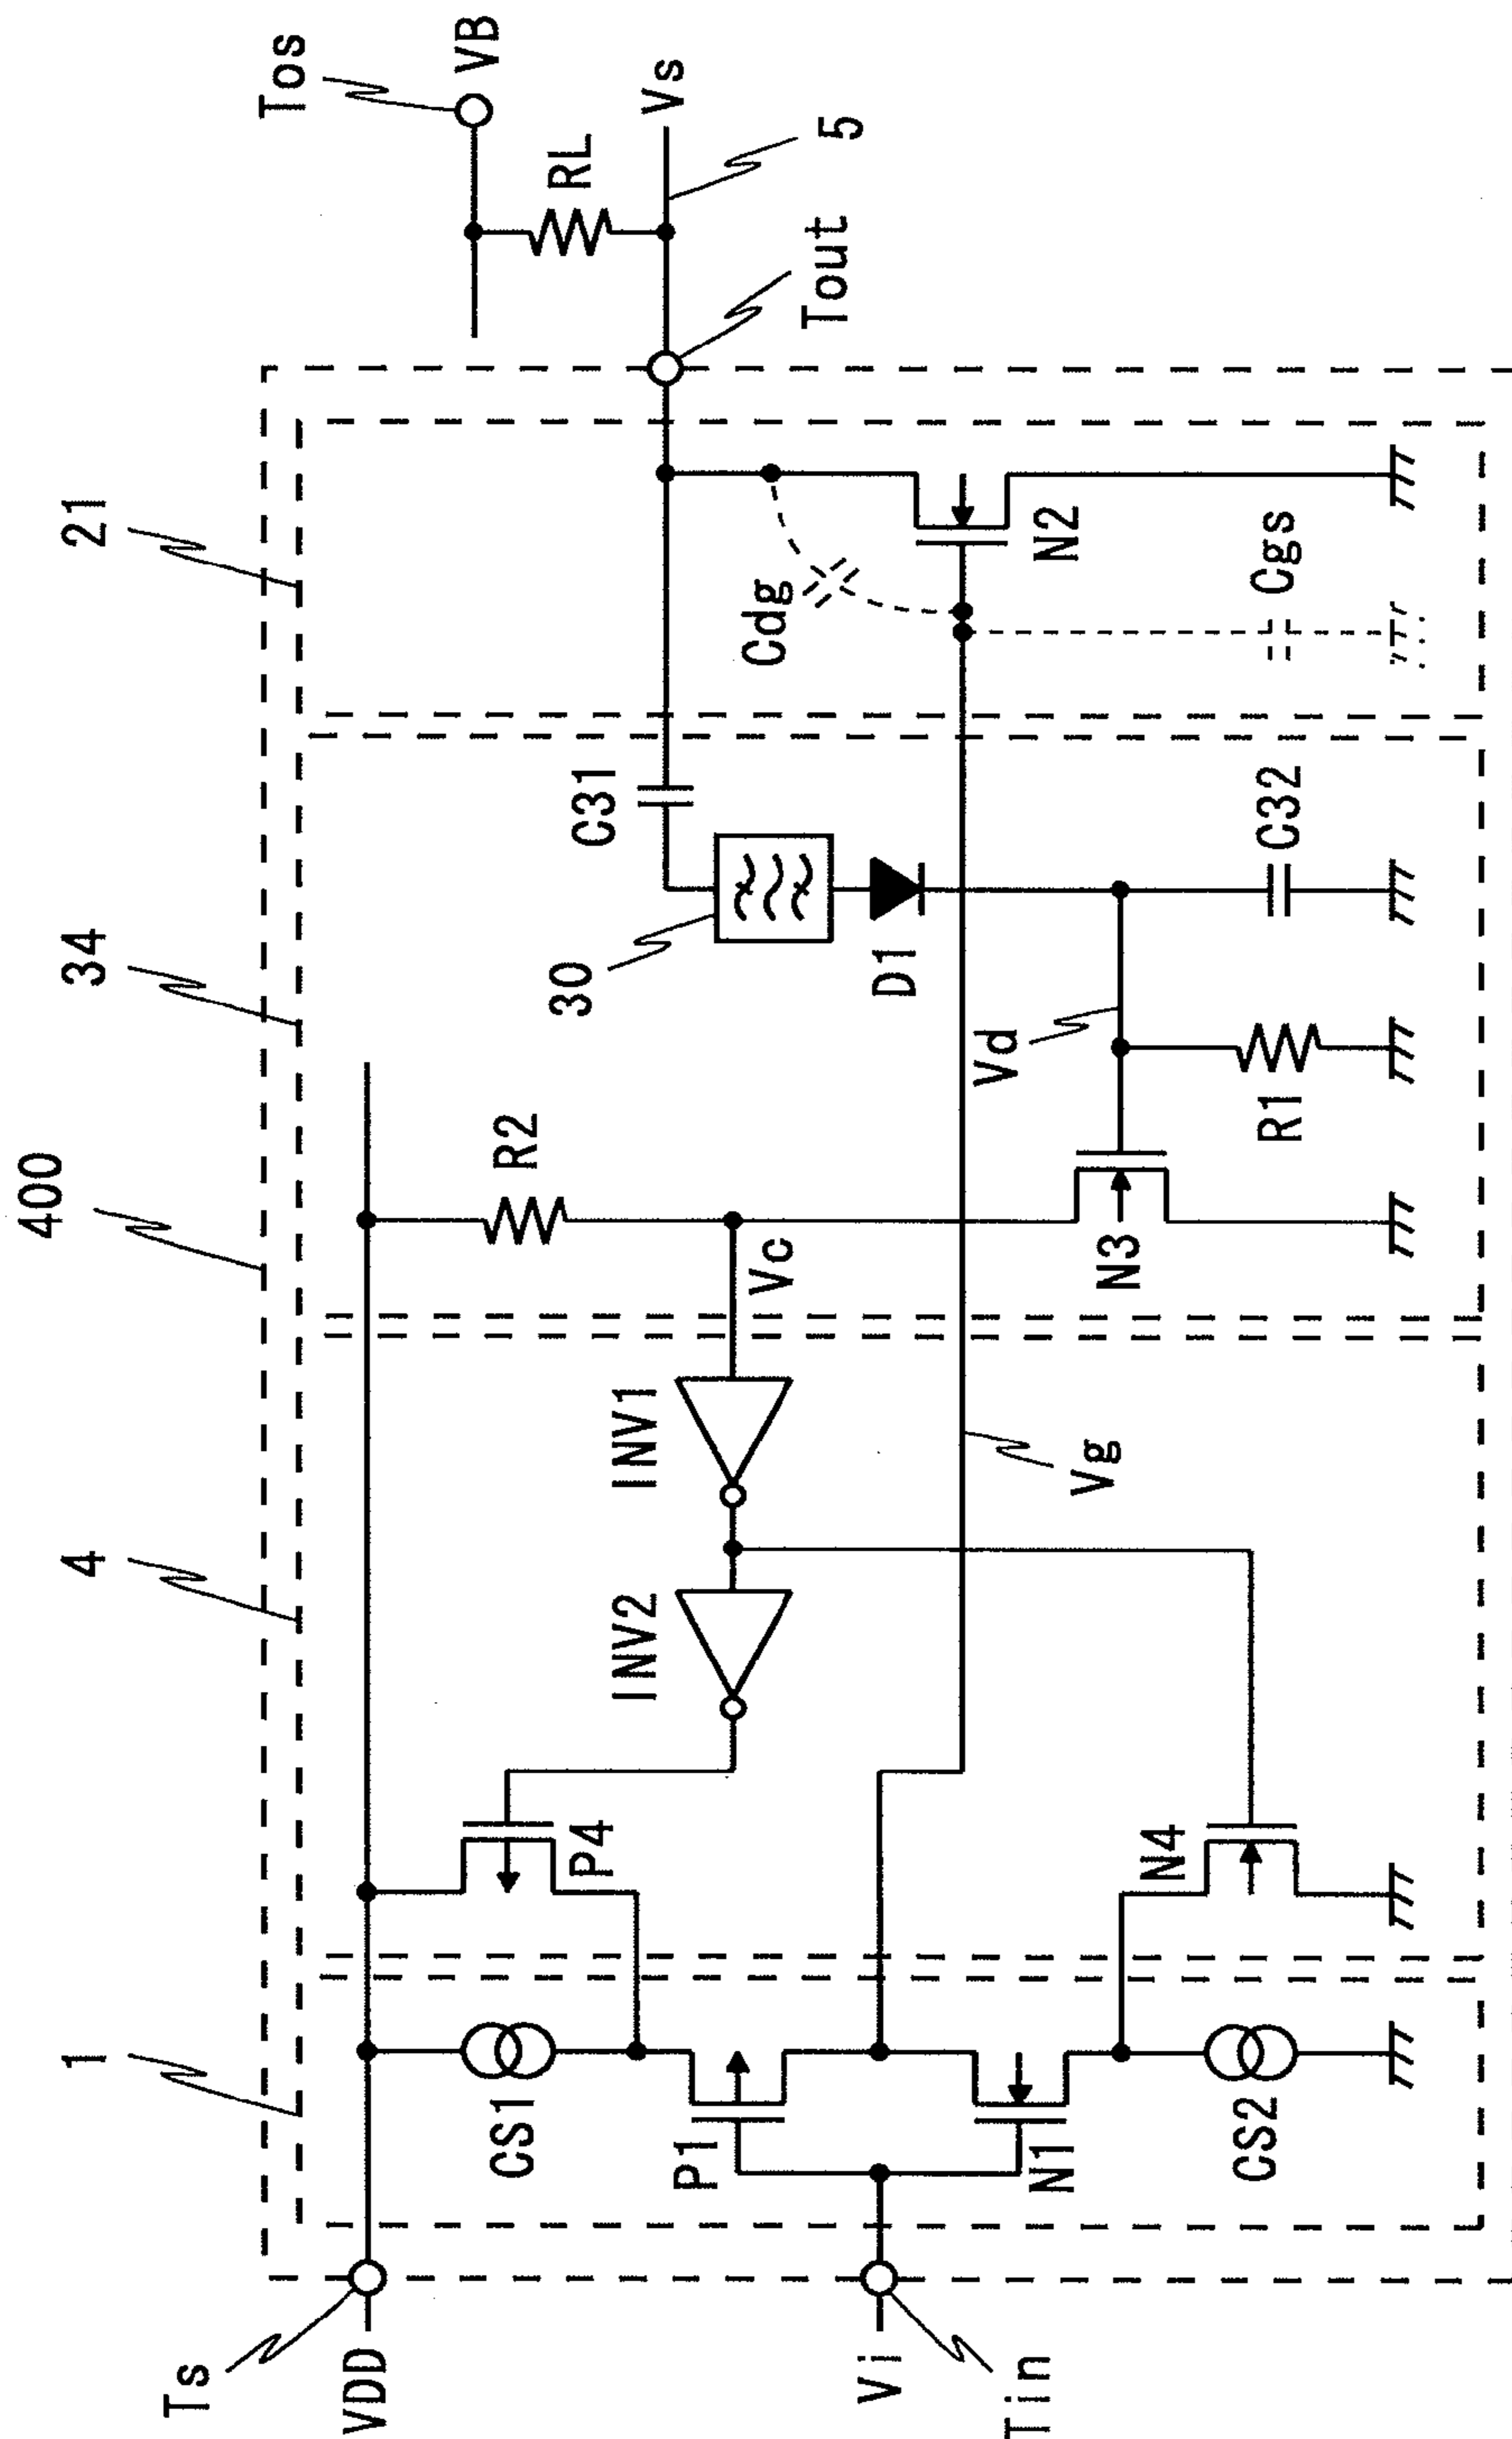 400
1
4
34
21
Ts
VDD
Vi
Tin
CS1
P1
N1
CS2
P4
N4
INV2
INV1
Vg
Vc
R2
N3
R1
Vd
30
D1
C31
C32
Cdg
N2
Cgs
Tout
5
RL
Vs
Tos
VB